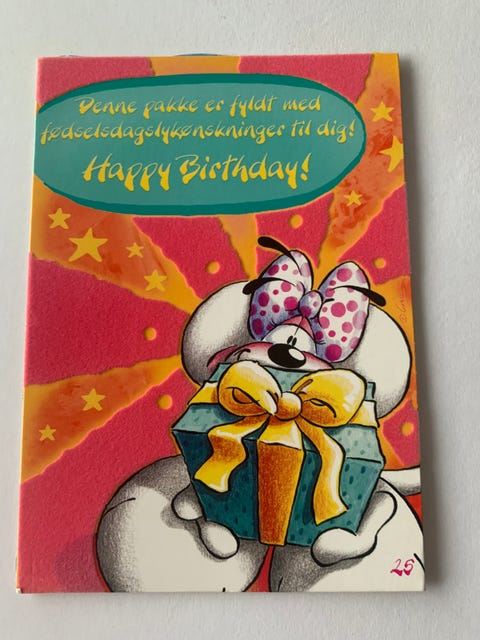 Denne pakke er fyldt med
fødselsdagslykønskninger til dig!
Happy Birthday!
25